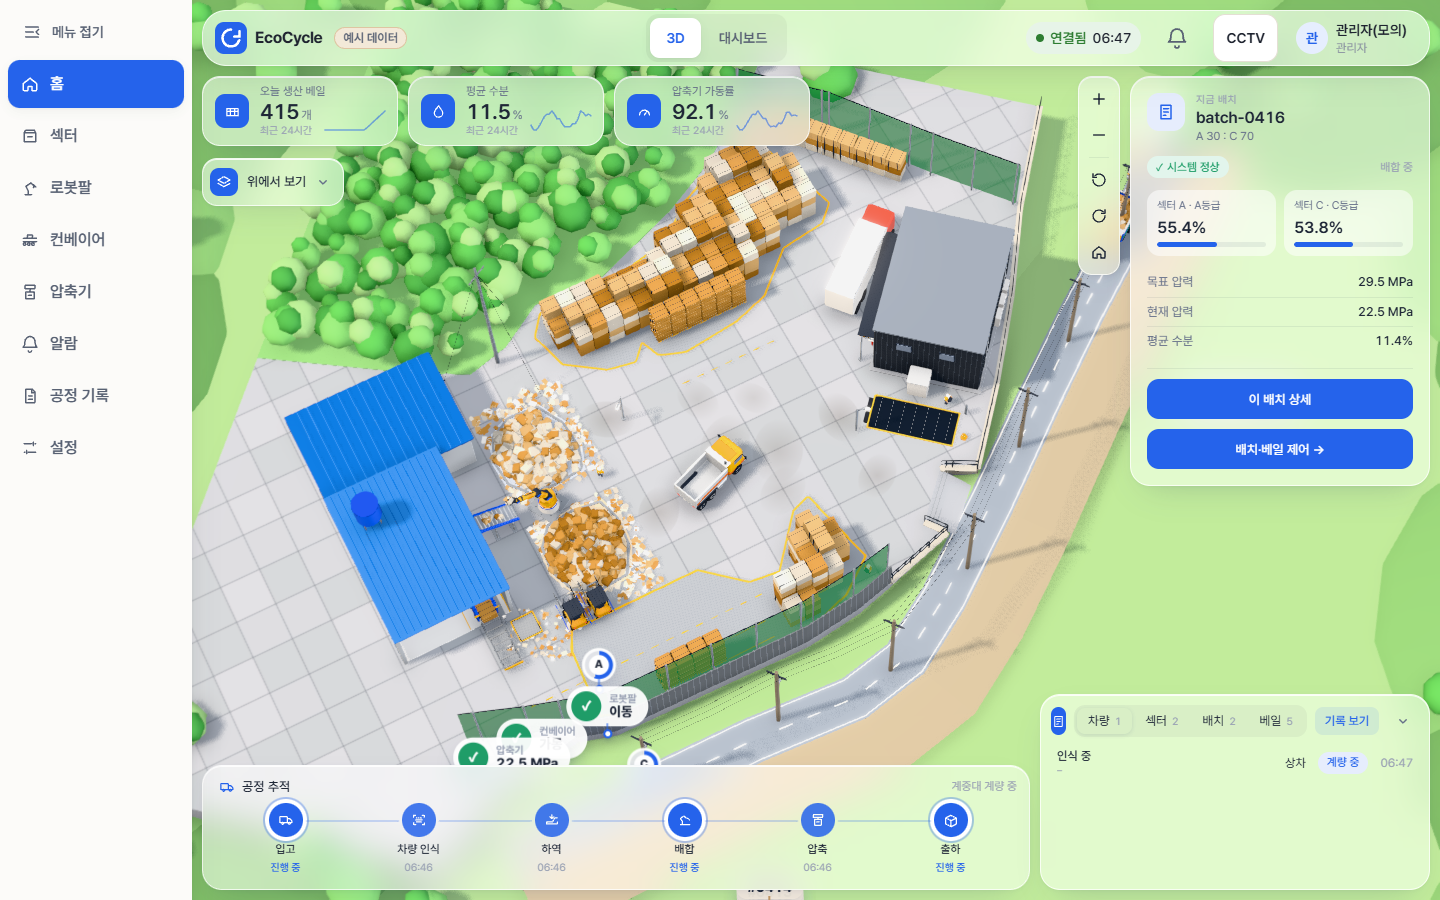 메뉴 접기
홈
섹터
로봇팔
컨베이어
압축기
알람
공정 기록
설정
EcoCycle
예시 데이터
3D
대시보드
연결됨 06:47
CCTV
관
관리자(모의)
관리자
오늘 생산 베일
415개
최근 24시간
평균 수분
11.5%
최근 24시간
압축기 가동률
92.1%
최근 24시간
위에서 보기
지금 배치
batch-0416
A 30 : C 70
✓ 시스템 정상
배합 중
섹터 A · A등급
55.4%
섹터 C · C등급
53.8%
목표 압력
29.5 MPa
현재 압력
22.5 MPa
평균 수분
11.4%
이 배치 상세
배치·베일 제어 →
A
로봇팔
이동
컨베이어
압축기
22.5 MPa
C
공정 추적
계중대 계량 중
입고
진행 중
차량 인식
06:46
하역
06:46
배합
진행 중
압축
06:46
출하
진행 중
차량 1
섹터 2
배치 2
베일 5
기록 보기
인식 중
–
상차
계량 중
06:47